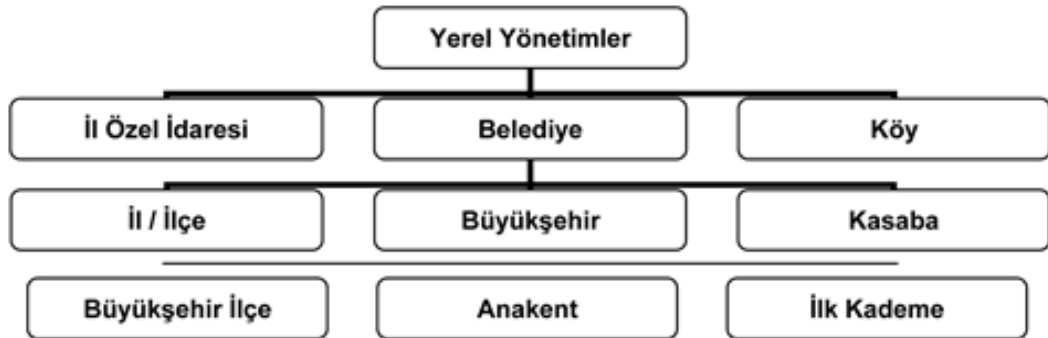 Yerel Yönetimler
İl Özel İdaresi
Belediye
Köy
İl / İlçe
Büyükşehir
Kasaba
Büyükşehir İlçe
Anakent
İlk Kademe